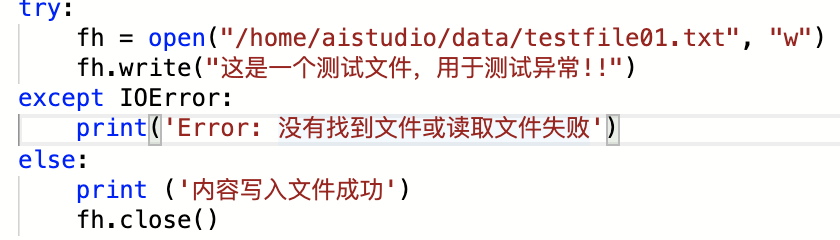 try:
    fh = open("/home/aistudio/data/testfile01.txt", "w")
    fh.write("这是一个测试文件，用于测试异常!!")
except IOError:
    print('Error: 没有找到文件或读取文件失败')
else:
    print ('内容写入文件成功')
    fh.close()